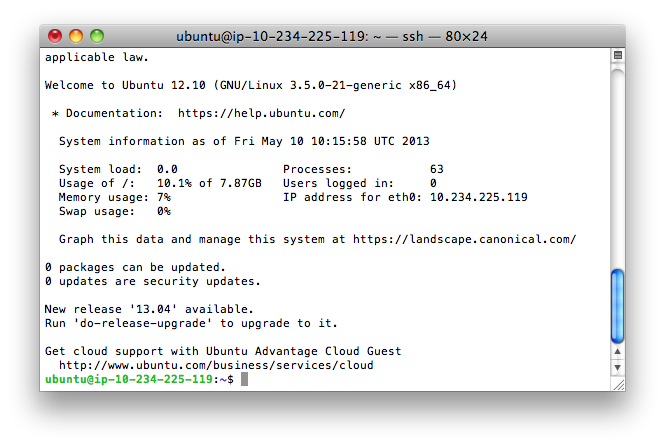 ubuntu@ip-10-234-225-119: ~ — ssh — 80×24
applicable law.
Welcome to Ubuntu 12.10 (GNU/Linux 3.5.0-21-generic x86_64)
* Documentation:  https://help.ubuntu.com/
System information as of Fri May 10 10:15:58 UTC 2013
System load:  0.0               Processes:           63
Usage of /:   10.1% of 7.87GB   Users logged in:     0
Memory usage: 7%                IP address for eth0: 10.234.225.119
Swap usage:   0%
Graph this data and manage this system at https://landscape.canonical.com/
0 packages can be updated.
0 updates are security updates.
New release '13.04' available.
Run 'do-release-upgrade' to upgrade to it.
Get cloud support with Ubuntu Advantage Cloud Guest
http://www.ubuntu.com/business/services/cloud
ubuntu@ip-10-234-225-119:~$